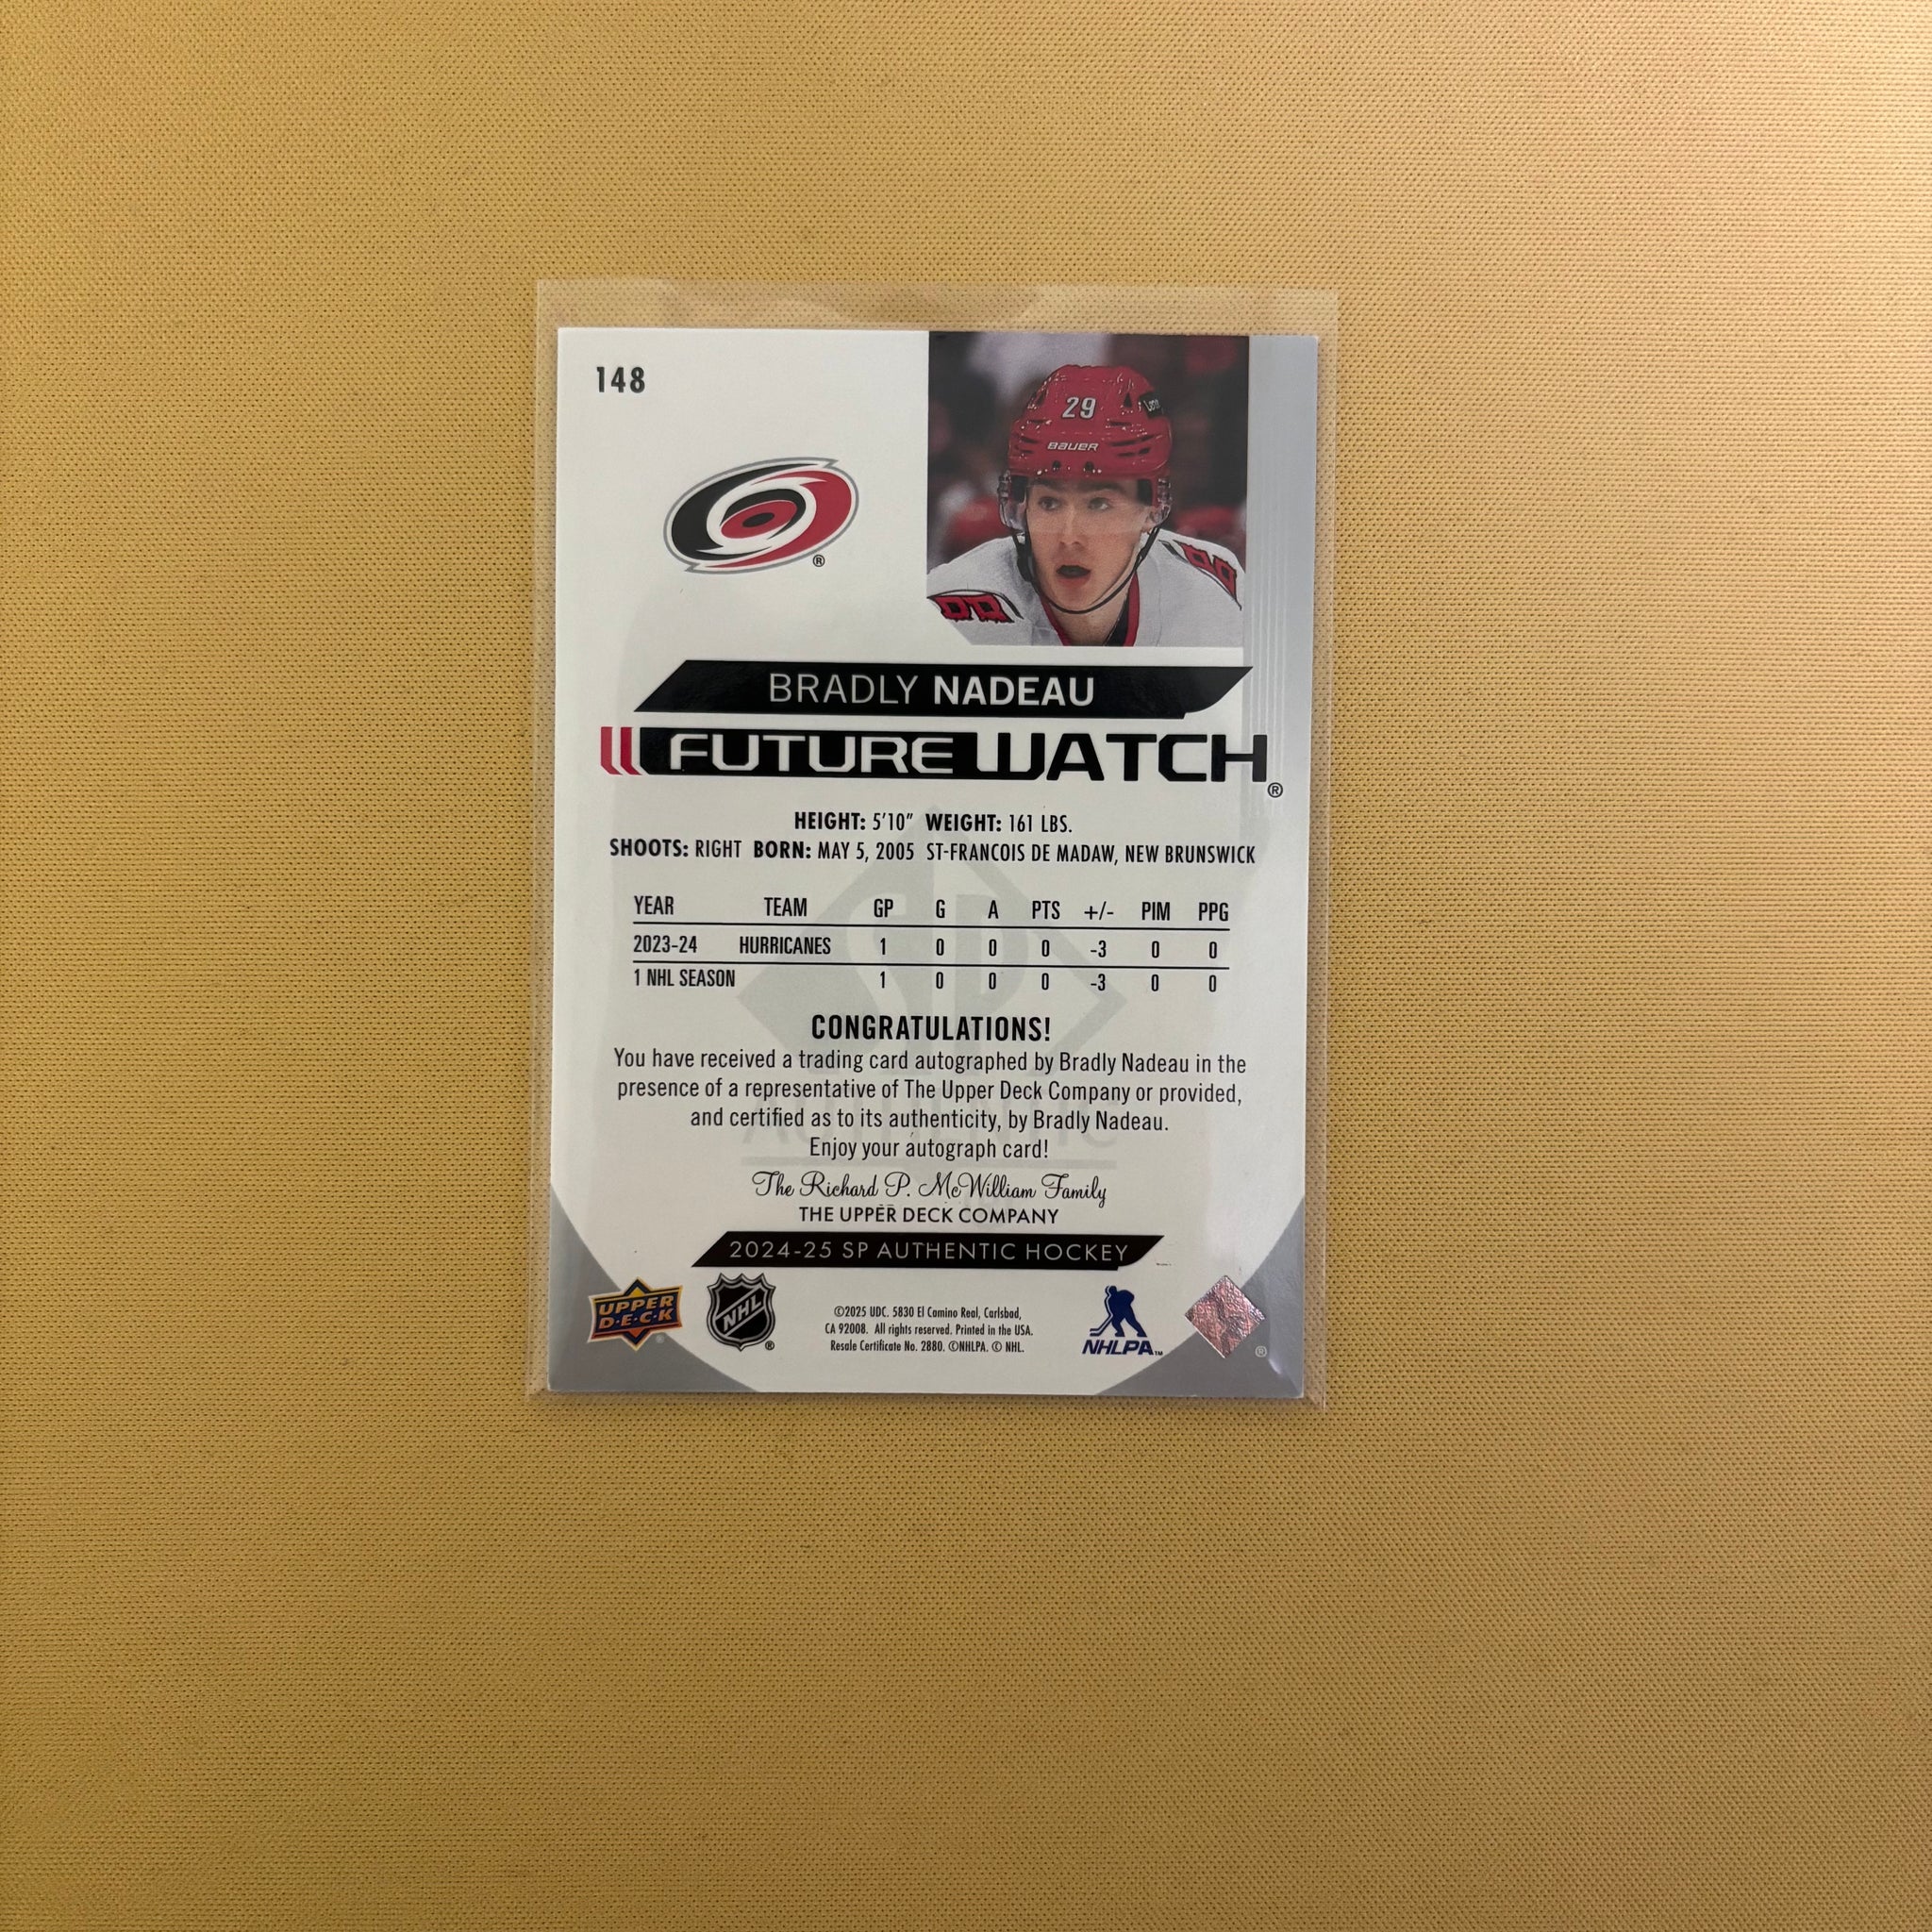 148
29
BAUER
®
BRADLY NADEAU
FUTURE WATCH®
HEIGHT: 5'10" WEIGHT: 161 LBS.
SHOOTS: RIGHT BORN: MAY 5, 2005 ST-FRANCOIS DE MADAW, NEW BRUNSWICK
YEAR TEAM GP G A PTS +/- PIM PPG
2023-24 HURRICANES 1 0 0 0 -3 0 0
1 NHL SEASON 1 0 0 0 -3 0 0
CONGRATULATIONS!
You have received a trading card autographed by Bradly Nadeau in the
presence of a representative of The Upper Deck Company or provided,
and certified as to its authenticity, by Bradly Nadeau.
Enjoy your autograph card!
The Richard P. McWilliam Family
THE UPPER DECK COMPANY
2024-25 SP AUTHENTIC HOCKEY
UPPER
D·E·C·K
®
NHL
®
©2025 UDC. 5830 El Camino Real, Carlsbad,
CA 92008. All rights reserved. Printed in the USA.
Resale Certificate No. 2880. ©NHLPA. © NHL.
NHLPA™
®